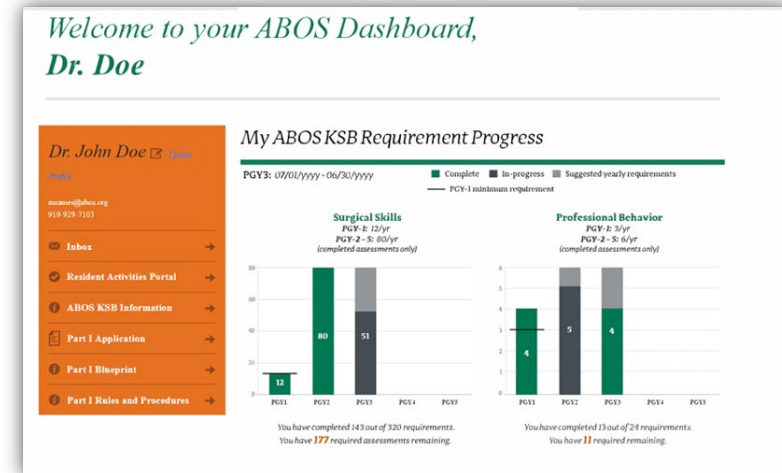 Welcome to your ABOS Dashboard,
Dr. Doe
Dr. John Doe
919-929-7103
Inbox
Resident Activities Portal
ABOS KSB Information
Part I Application
Part I Blueprint
Part I Rules and Procedures
My ABOS KSB Requirement Progress
PGY3: 07/01/yyyy - 06/30/yyyy
Complete In-progress Suggested yearly requirements
PGY-1 minimum requirement
Surgical Skills
PGY-1: 12/yr
PGY-2 – 5: 80/yr
(completed assessments only)
80
60
40
20
0
12
80
51
PGY1 PGY2 PGY3 PGY4 PGY5
You have completed 143 out of 320 requirements.
You have 177 required assessments remaining.
Professional Behavior
PGY-1: 3/yr
PGY-2 – 5: 6/yr
(completed assessments only)
6
5
4
3
2
1
0
4
5
4
PGY1 PGY2 PGY3 PGY4 PGY5
You have completed 13 out of 24 requirements.
You have 11 required remaining.